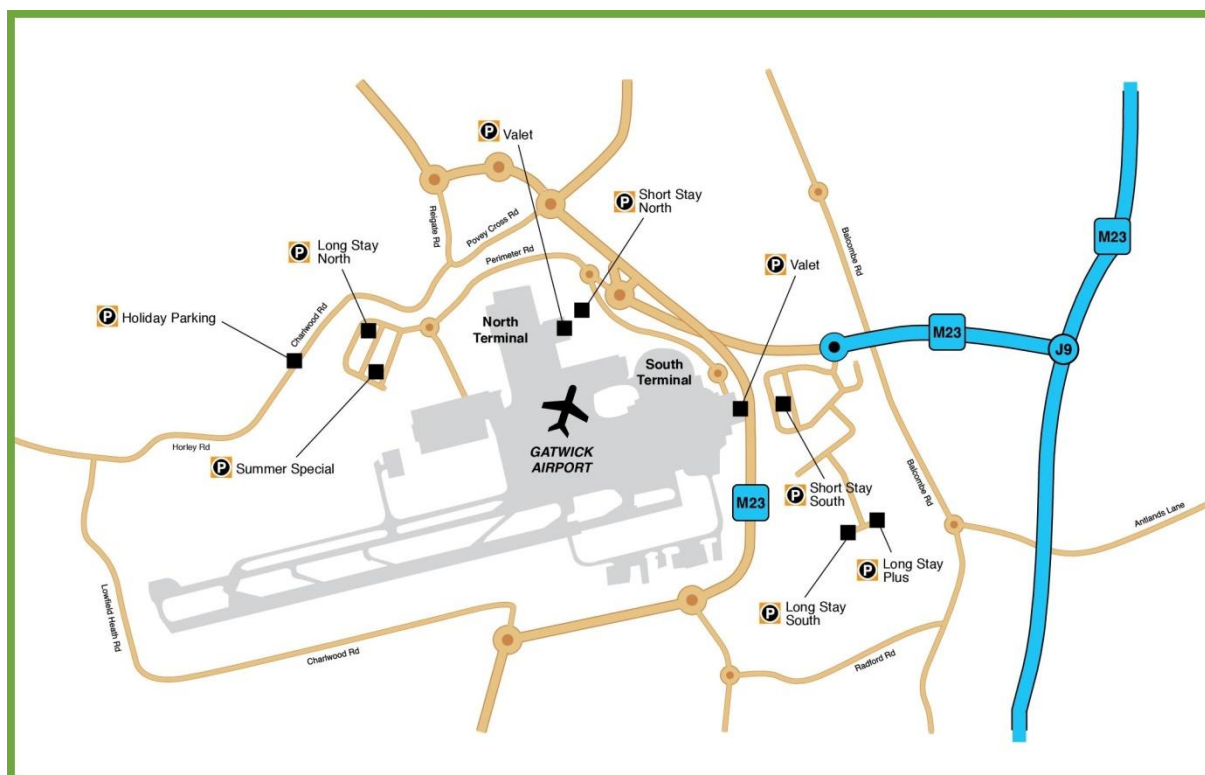 P Valet
P Short Stay
North
Reigate Rd
Povey Cross Rd
Balcombe Rd
M23
P Long Stay
North
Perimeter Rd
P Valet
P Holiday Parking
Charlwood Rd
North
Terminal
M23
J9
South
Terminal
Horley Rd
GATWICK
AIRPORT
P Summer Special
M23
P Short Stay
South
Balcombe Rd
Antlands Lane
P Long Stay
Plus
P Long Stay
South
Lowfield Heath Rd
Charlwood Rd
Radford Rd